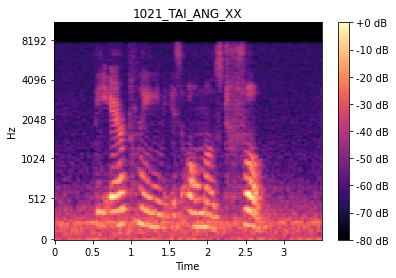 1021_TAI_ANG_XX
Hz
8192
4096
2048
1024
512
0
0 0.5 1 1.5 2 2.5 3
Time
+0 dB
-10 dB
-20 dB
-30 dB
-40 dB
-50 dB
-60 dB
-70 dB
-80 dB